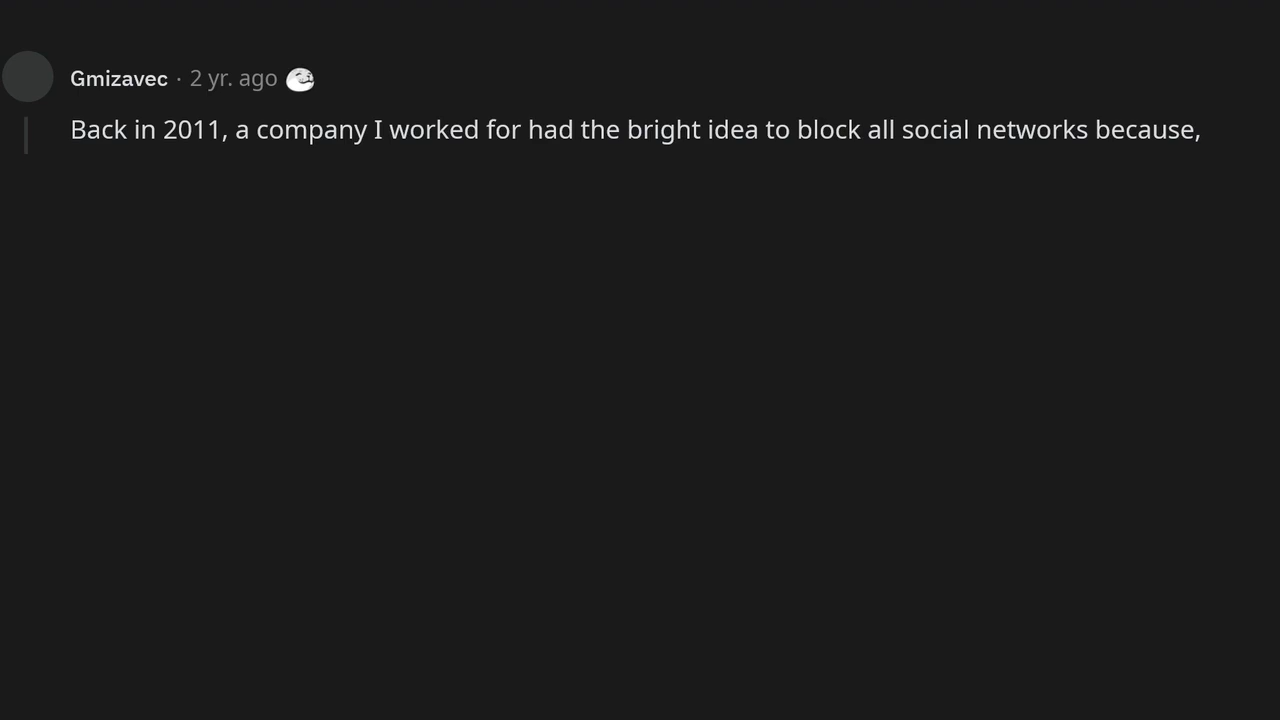 Gmizavec · 2 yr. ago
Back in 2011, a company I worked for had the bright idea to block all social networks because,